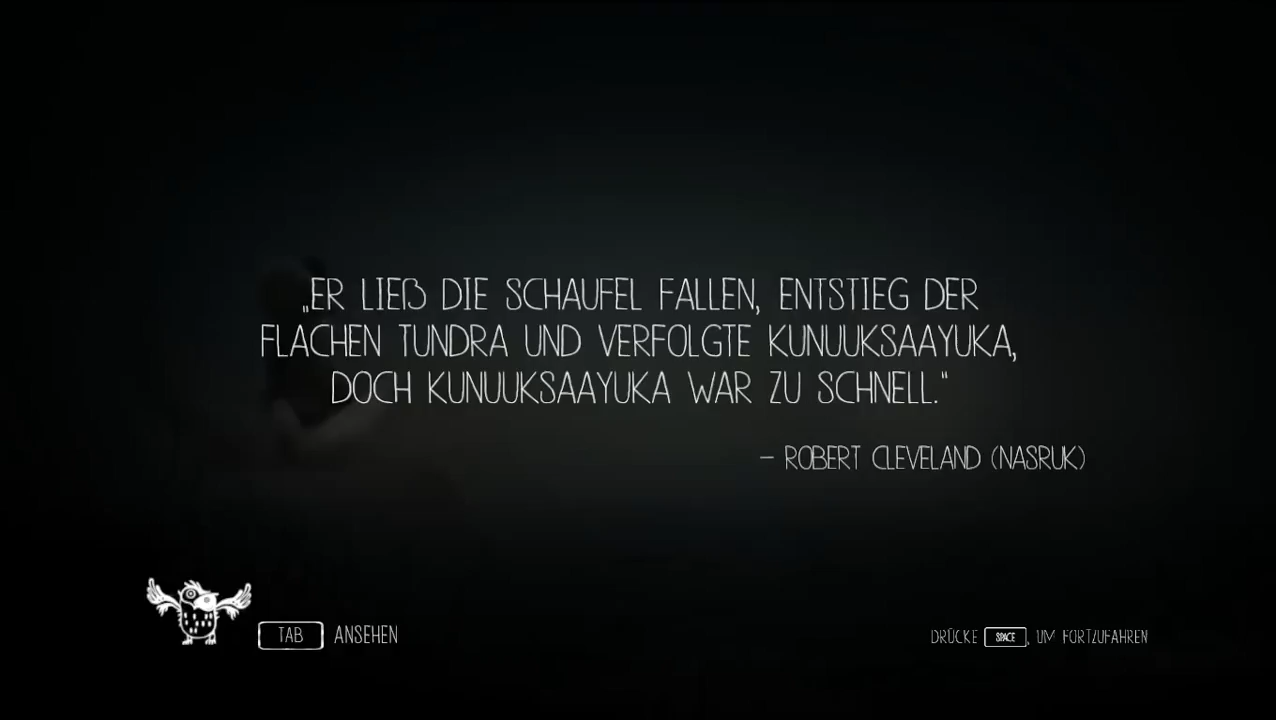 „ER LIEß DIE SCHAUFEL FALLEN, ENTSTIEG DER
FLACHEN TUNDRA UND VERFOLGTE KUNUUKSAAYUKA,
DOCH KUNUUKSAAYUKA WAR ZU SCHNELL.“
– ROBERT CLEVELAND (NASRUK)
TAB ANSEHEN
DRÜCKE SPACE, UM FORTZUFAHREN